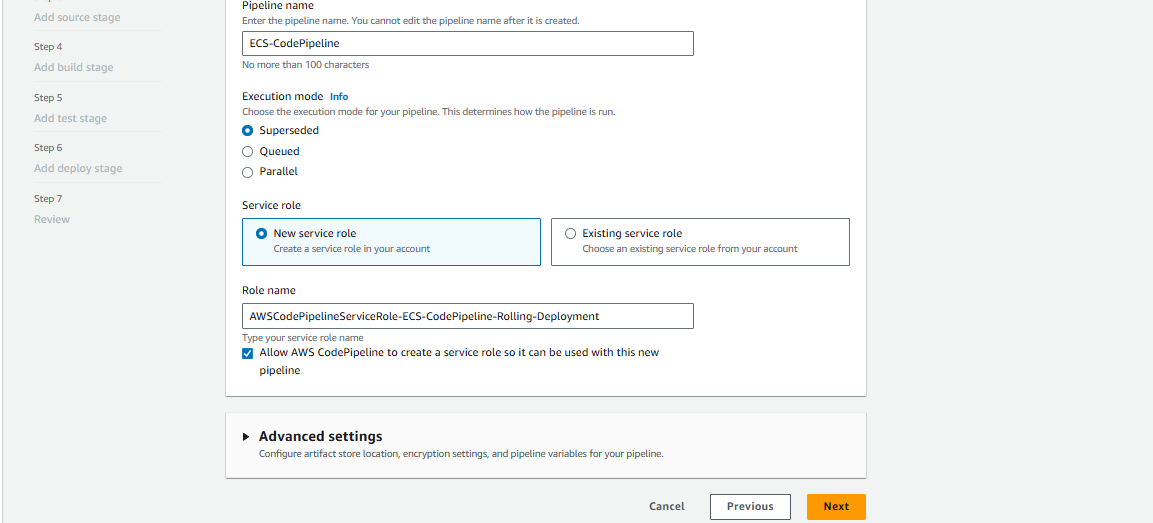 Add source stage
Step 4
Add build stage
Step 5
Add test stage
Step 6
Add deploy stage
Step 7
Review
Pipeline name
Enter the pipeline name. You cannot edit the pipeline name after it is created.
ECS-CodePipeline
No more than 100 characters
Execution mode Info
Choose the execution mode for your pipeline. This determines how the pipeline is run.
Superseded
Queued
Parallel
Service role
New service role
Create a service role in your account
Existing service role
Choose an existing service role from your account
Role name
AWSCodePipelineServiceRole-ECS-CodePipeline-Rolling-Deployment
Type your service role name
Allow AWS CodePipeline to create a service role so it can be used with this new
pipeline
Advanced settings
Configure artifact store location, encryption settings, and pipeline variables for your pipeline.
Cancel
Previous
Next